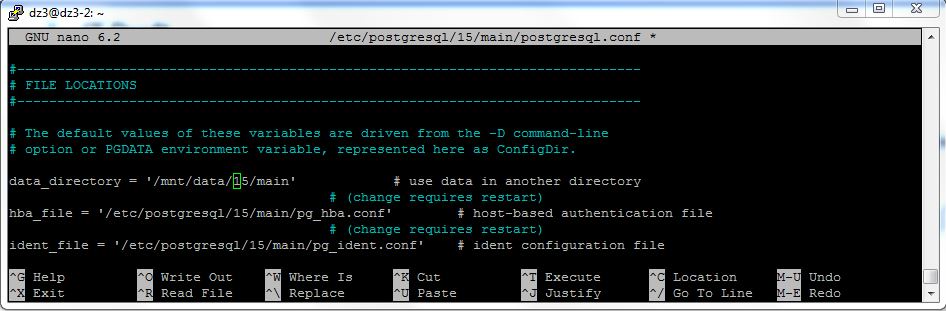 dz3@dz3-2: ~
GNU nano 6.2 /etc/postgresql/15/main/postgresql.conf *
#------------------------------------------------------------------------------
# FILE LOCATIONS
#------------------------------------------------------------------------------
# The default values of these variables are driven from the -D command-line
# option or PGDATA environment variable, represented here as ConfigDir.
data_directory = '/mnt/data/15/main' # use data in another directory
# (change requires restart)
hba_file = '/etc/postgresql/15/main/pg_hba.conf' # host-based authentication file
# (change requires restart)
ident_file = '/etc/postgresql/15/main/pg_ident.conf' # ident configuration file
^G Help ^O Write Out ^W Where Is ^K Cut ^T Execute ^C Location M-U Undo
^X Exit ^R Read File ^\ Replace ^U Paste ^J Justify ^/ Go To Line M-E Redo